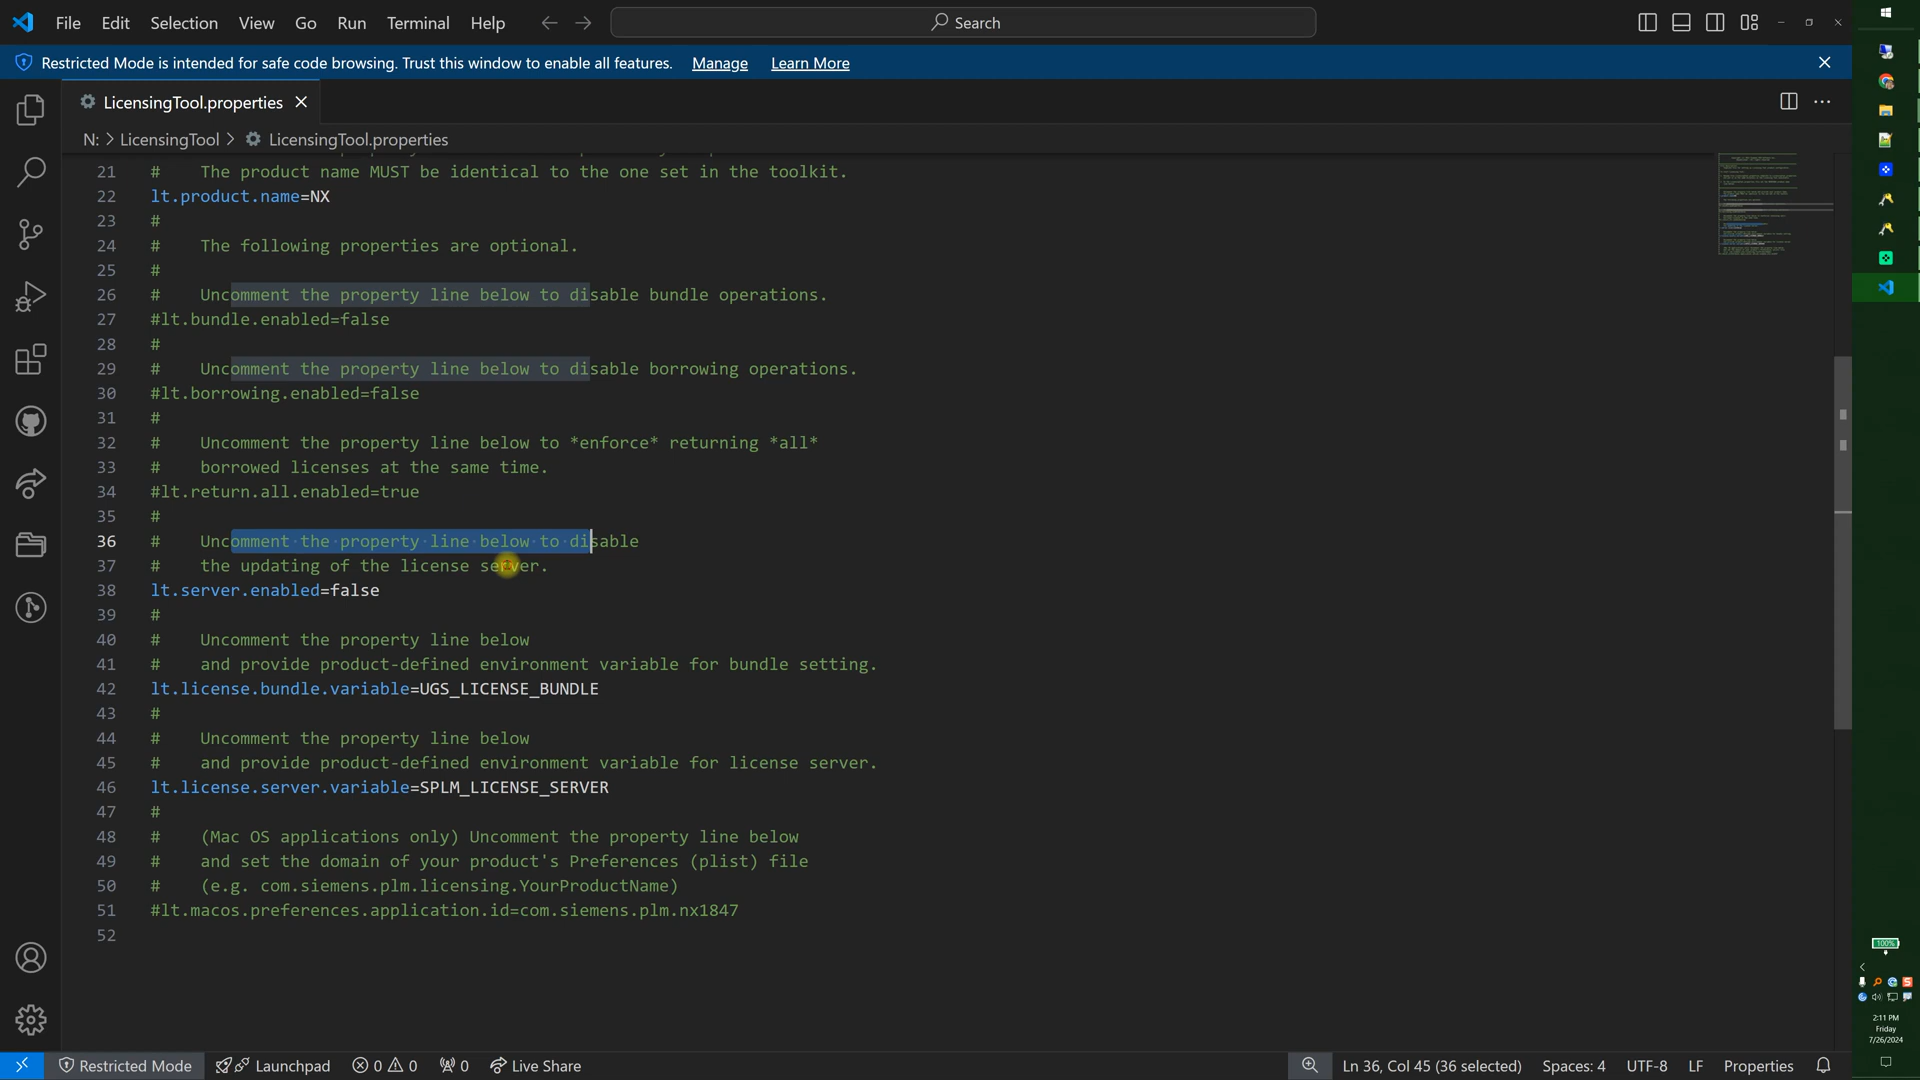 File Edit Selection View Go Run Terminal Help
Search
Restricted Mode is intended for safe code browsing. Trust this window to enable all features. Manage Learn More
LicensingTool.properties
N: > LicensingTool > LicensingTool.properties
21 # The product name MUST be identical to the one set in the toolkit.
22 lt.product.name=NX
23 #
24 # The following properties are optional.
25 #
26 # Uncomment the property line below to disable bundle operations.
27 #lt.bundle.enabled=false
28 #
29 # Uncomment the property line below to disable borrowing operations.
30 #lt.borrowing.enabled=false
31 #
32 # Uncomment the property line below to *enforce* returning *all*
33 # borrowed licenses at the same time.
34 #lt.return.all.enabled=true
35 #
36 # Uncomment the property line below to disable
37 # the updating of the license server.
38 lt.server.enabled=false
39 #
40 # Uncomment the property line below
41 # and provide product-defined environment variable for bundle setting.
42 lt.license.bundle.variable=UGS_LICENSE_BUNDLE
43 #
44 # Uncomment the property line below
45 # and provide product-defined environment variable for license server.
46 lt.license.server.variable=SPLM_LICENSE_SERVER
47 #
48 # (Mac OS applications only) Uncomment the property line below
49 # and set the domain of your product's Preferences (plist) file
50 # (e.g. com.siemens.plm.licensing.YourProductName)
51 #lt.macos.preferences.application.id=com.siemens.plm.nx1847
52
100%
2:11 PM
Friday
7/26/2024
Restricted Mode Launchpad 0 0 0 Live Share Ln 36, Col 45 (36 selected) Spaces: 4 UTF-8 LF Properties